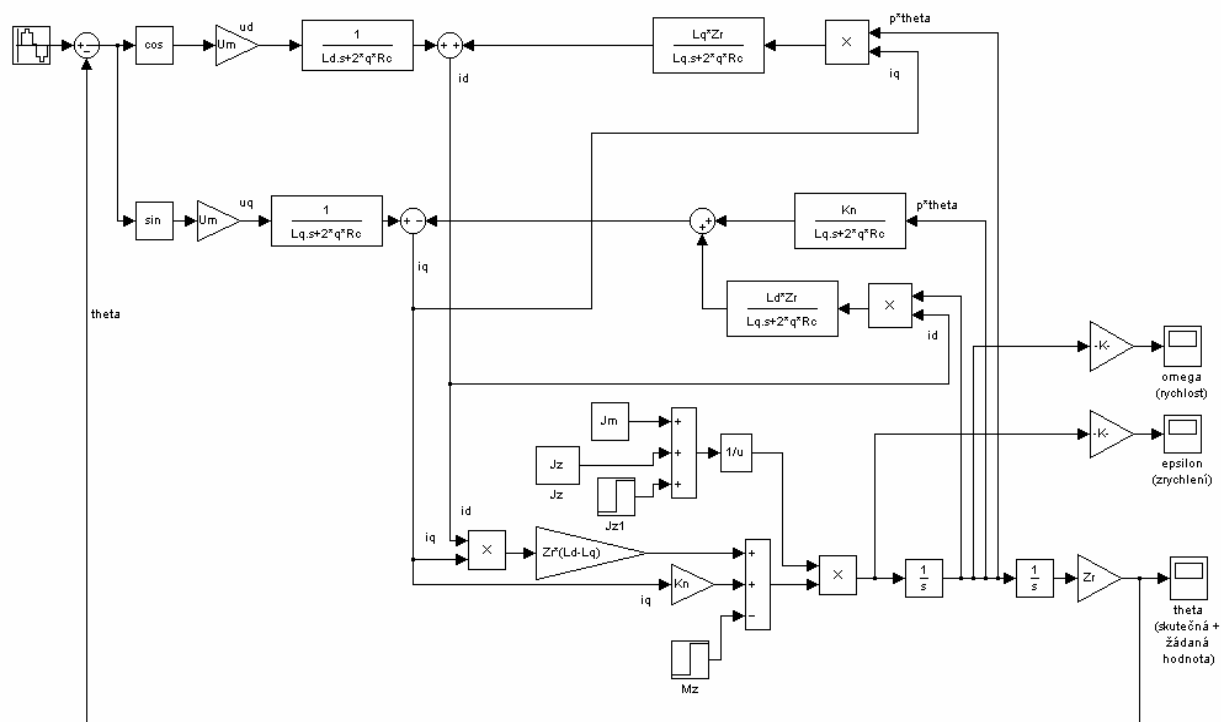 p*theta
ud
cos
Um
1
Ld.s+2*q*Rc
+ +
Lq*Zr
Lq.s+2*q*Rc
×
+
−
id
iq
uq
sin
Um
1
Lq.s+2*q*Rc
+ −
+
+
Kn
Lq.s+2*q*Rc
p*theta
iq
Ld*Zr
Lq.s+2*q*Rc
×
theta
id
-K-
omega
(rychlost)
Jm
+
Jz
+
1/u
-K-
Jz
+
epsilon
(zrychlení)
Jz1
id
iq
×
Zr*(Ld-Lq)
+
×
1
s
1
s
Zr
Kn
+
iq
−
theta
(skutečná +
žádaná
hodnota)
Mz